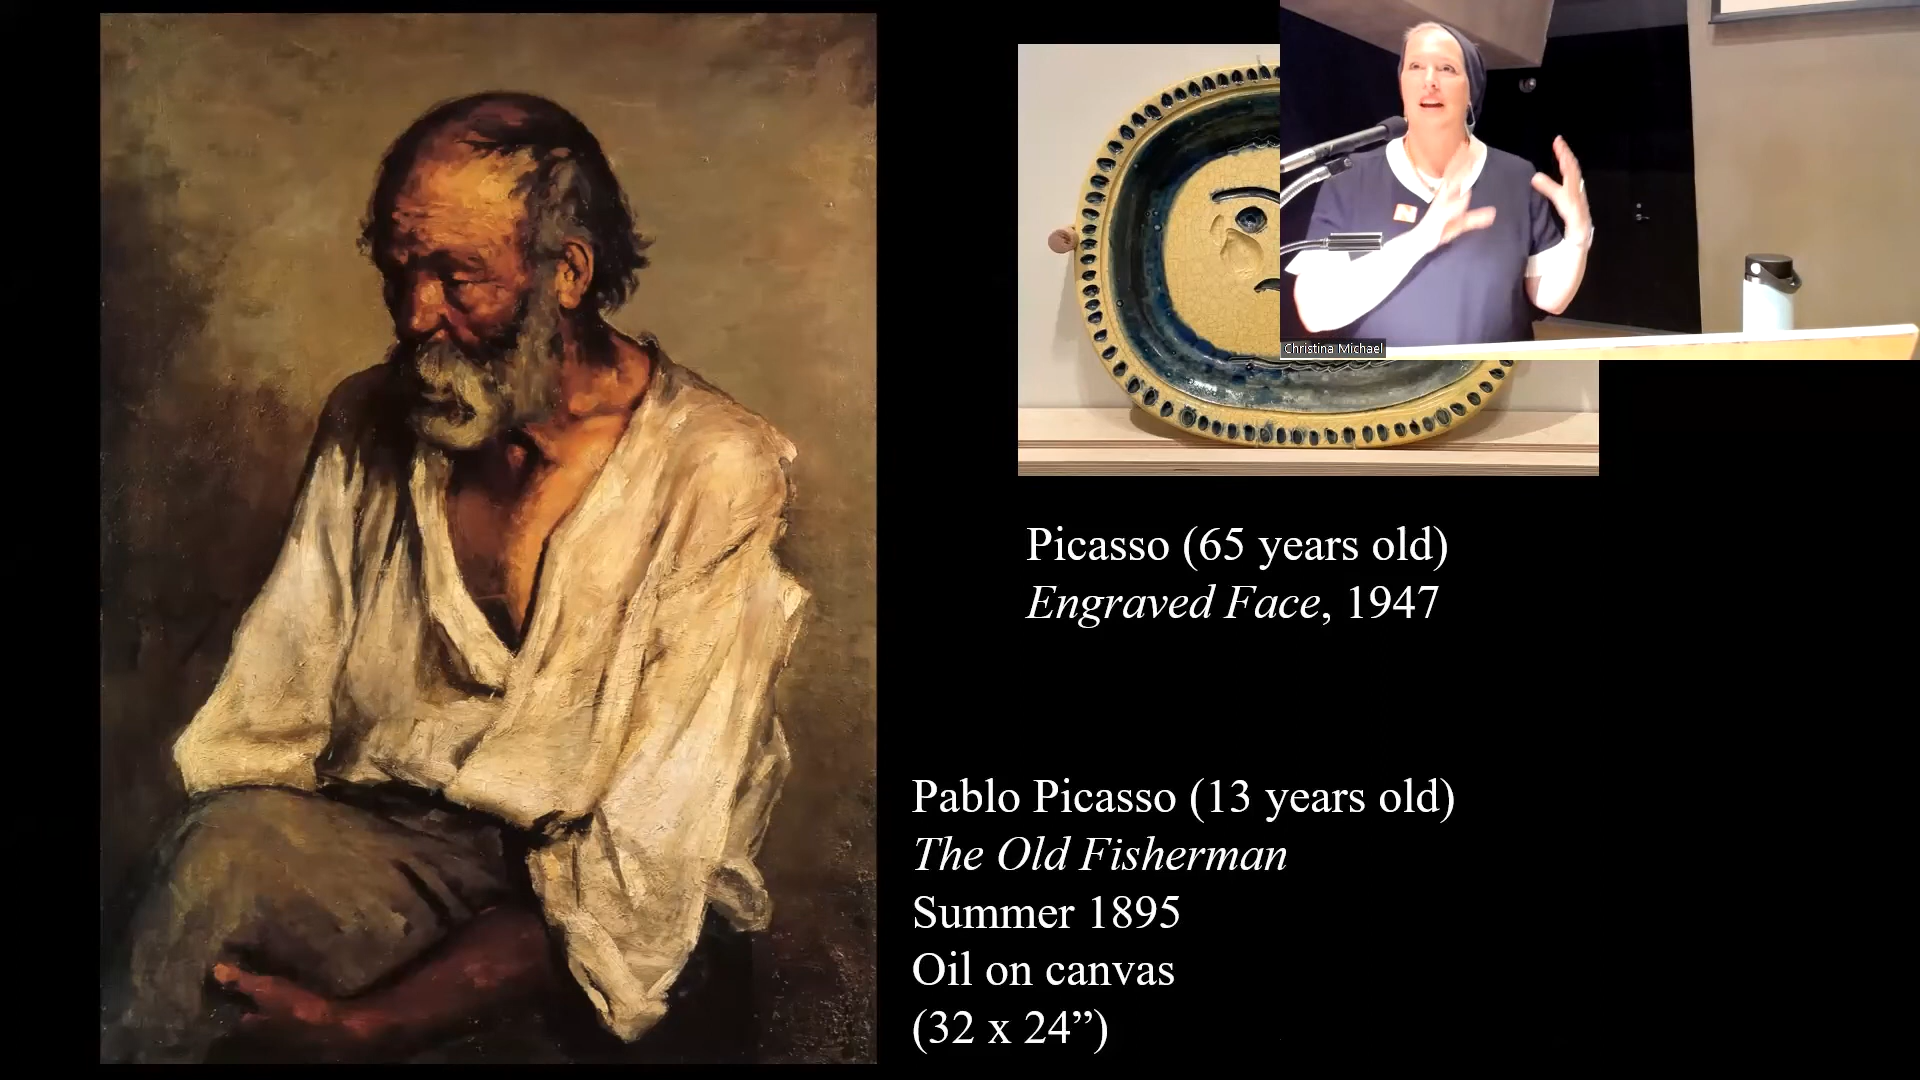 Christina Michael
Picasso (65 years old)
Engraved Face, 1947
Pablo Picasso (13 years old)
The Old Fisherman
Summer 1895
Oil on canvas
(32 x 24”)